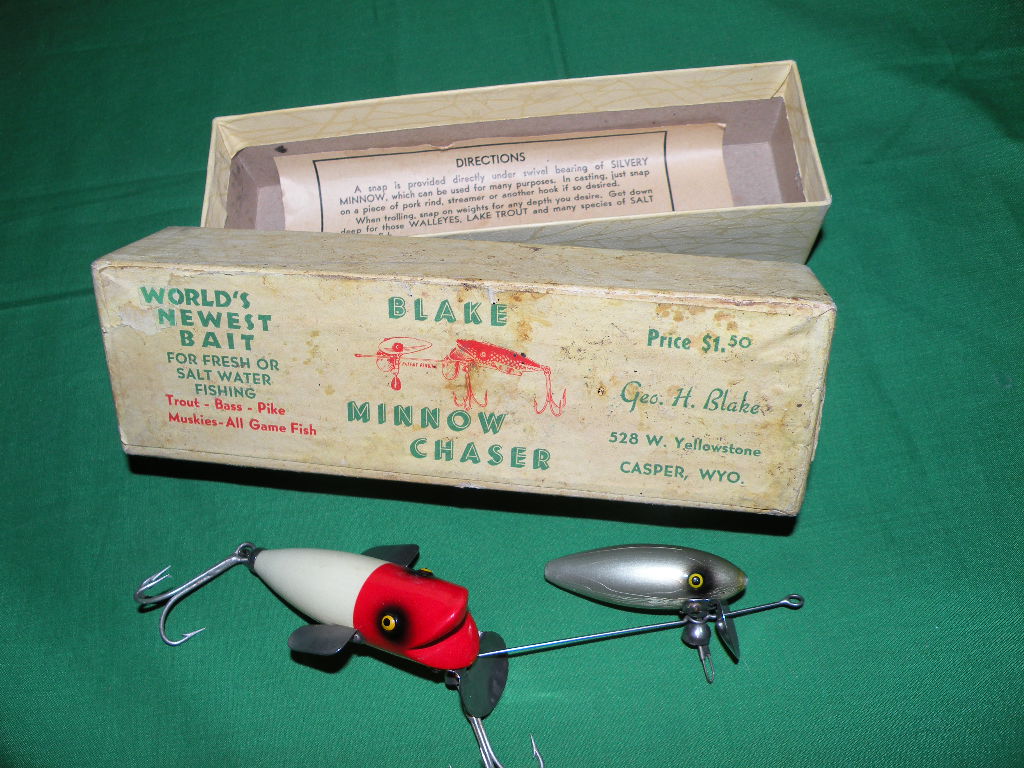 DIRECTIONS
A snap is provided directly under swivel bearing of SILVERY
MINNOW, which can be used for many purposes. In casting, just snap
on a piece of pork rind, streamer or another hook if so desired.
When trolling, snap on weights for any depth you desire. Get down
deep for those WALLEYES, LAKE TROUT and many species of SALT
WORLD'S
NEWEST
BAIT
FOR FRESH OR
SALT WATER
FISHING
Trout - Bass - Pike
Muskies - All Game Fish
BLAKE
MINNOW
CHASER
Price $1.50
Geo. H. Blake
528 W. Yellowstone
CASPER, WYO.